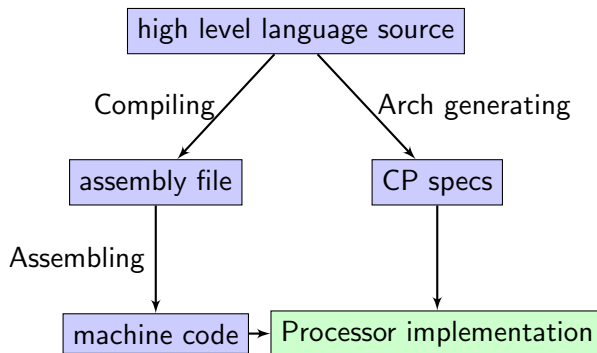 high level language source
Compiling
Arch generating
assembly file
CP specs
Assembling
machine code
Processor implementation